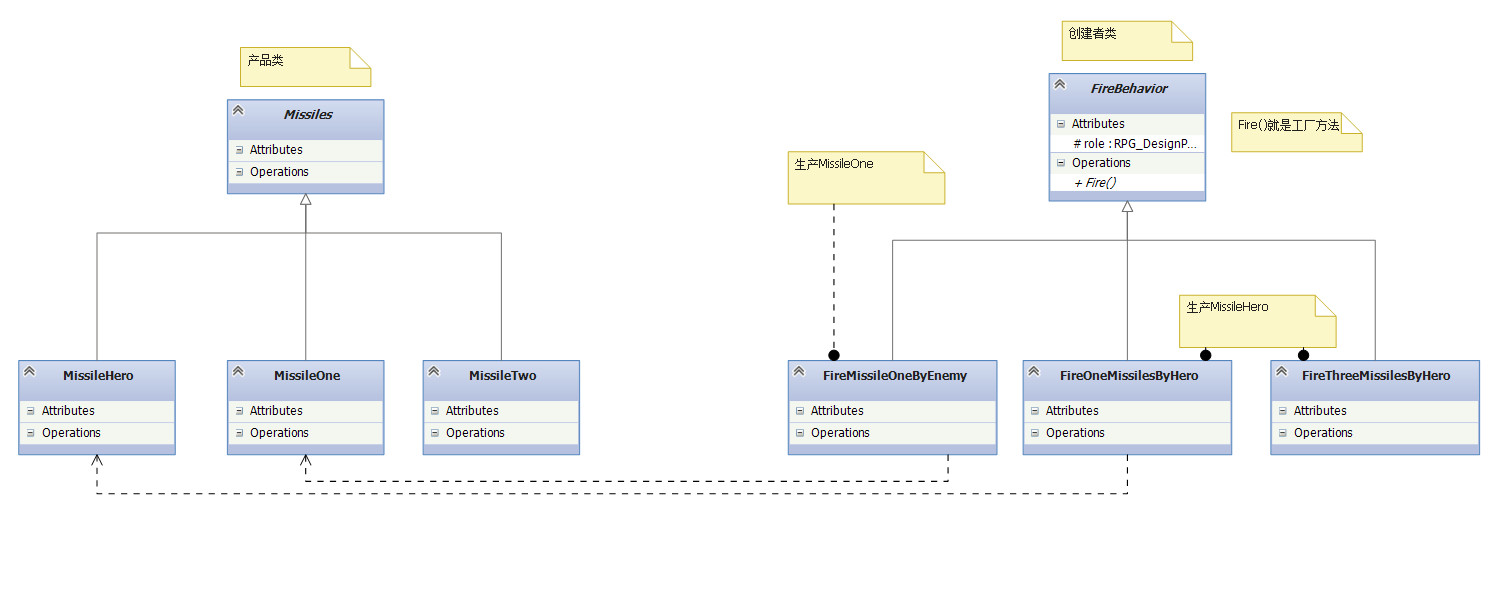 产品类
Missiles
Attributes
Operations
创建者类
FireBehavior
Attributes
# role : RPG_DesignP...
Operations
+ Fire()
Fire()就是工厂方法
生产MissileOne
生产MissileHero
MissileHero
Attributes
Operations
MissileOne
Attributes
Operations
MissileTwo
Attributes
Operations
FireMissileOneByEnemy
Attributes
Operations
FireOneMissilesByHero
Attributes
Operations
FireThreeMissilesByHero
Attributes
Operations